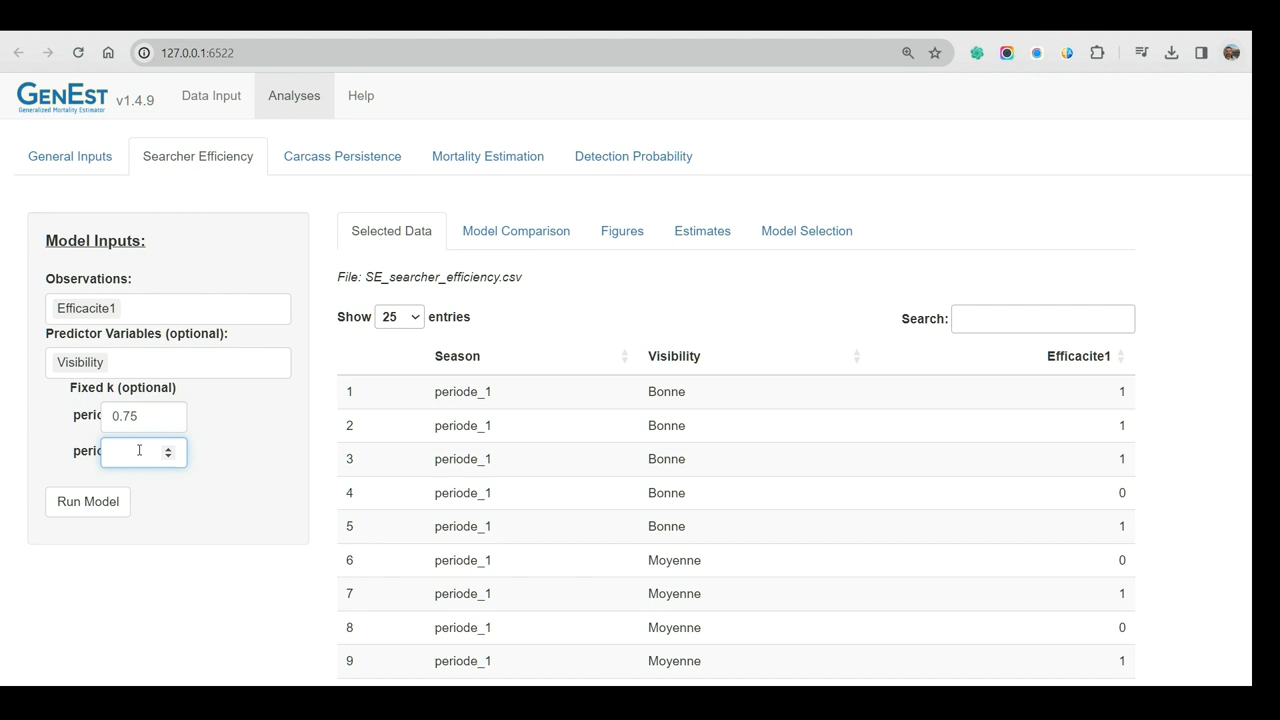 127.0.0.1:6522
GENEST v1.4.9 Data Input Analyses Help
Generalized Mortality Estimator
General Inputs Searcher Efficiency Carcass Persistence Mortality Estimation Detection Probability
Model Inputs:
Observations:
Efficacite1
Predictor Variables (optional):
Visibility
Fixed k (optional)
peric 0.75
peric
Run Model
Selected Data Model Comparison Figures Estimates Model Selection
File: SE_searcher_efficiency.csv
Show 25 entries Search:
Season Visibility Efficacite1
1 periode_1 Bonne 1
2 periode_1 Bonne 1
3 periode_1 Bonne 1
4 periode_1 Bonne 0
5 periode_1 Bonne 1
6 periode_1 Moyenne 0
7 periode_1 Moyenne 1
8 periode_1 Moyenne 0
9 periode_1 Moyenne 1